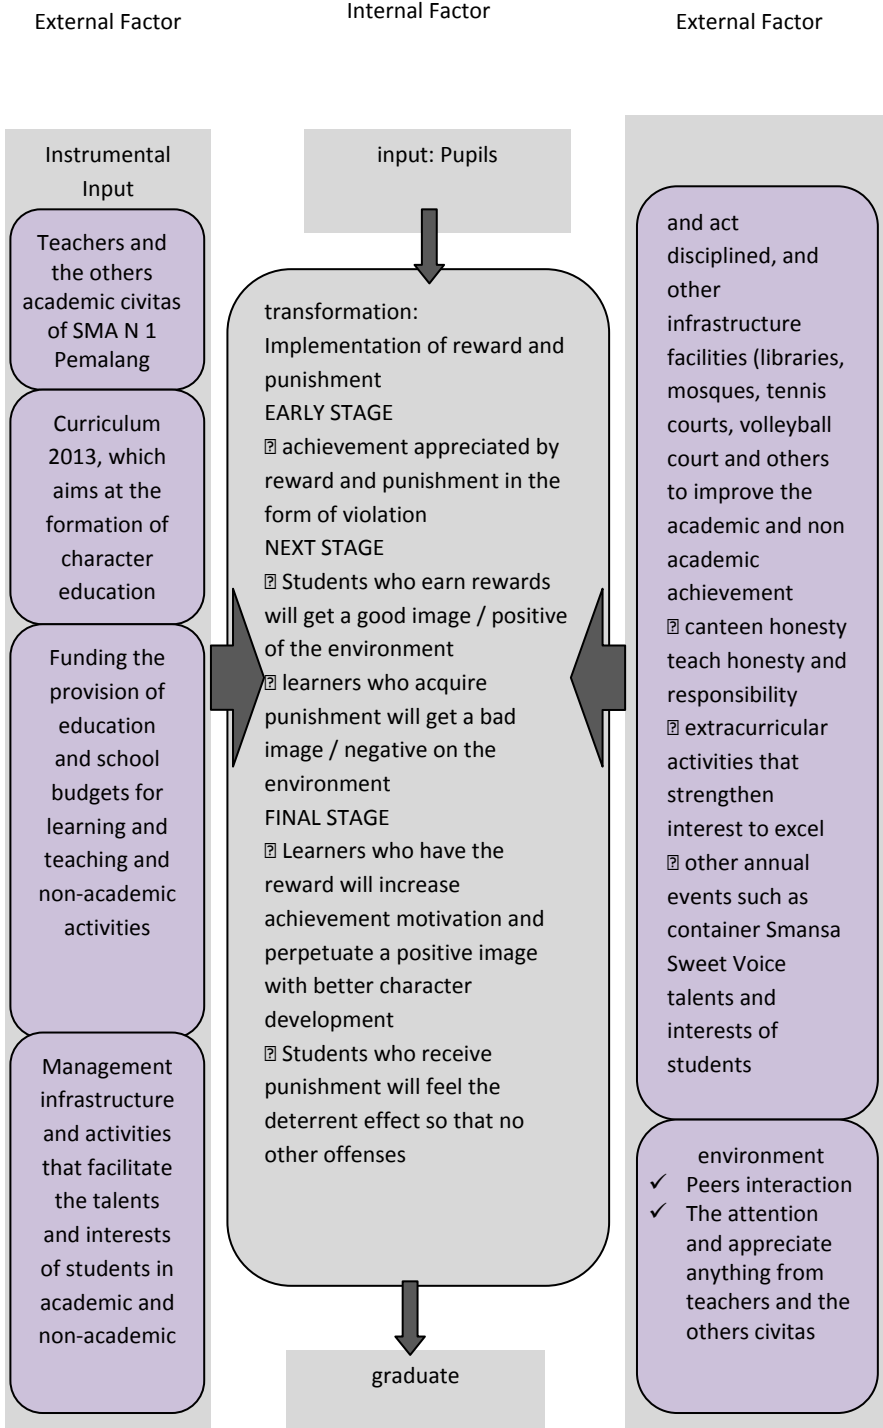 External Factor
Internal Factor
External Factor
Instrumental
Input
Teachers and
the others
academic civitas
of SMA N 1
Pemalang
Curriculum
2013, which
aims at the
formation of
character
education
Funding the
provision of
education
and school
budgets for
learning and
teaching and
non-academic
activities
Management
infrastructure
and activities
that facilitate
the talents
and interests
of students in
academic and
non-academic
input: Pupils
transformation:
Implementation of reward and
punishment
EARLY STAGE
⍰ achievement appreciated by
reward and punishment in the
form of violation
NEXT STAGE
⍰ Students who earn rewards
will get a good image / positive
of the environment
⍰ learners who acquire
punishment will get a bad
image / negative on the
environment
FINAL STAGE
⍰ Learners who have the
reward will increase
achievement motivation and
perpetuate a positive image
with better character
development
⍰ Students who receive
punishment will feel the
deterrent effect so that no
other offenses
graduate
and act
disciplined, and
other
infrastructure
facilities (libraries,
mosques, tennis
courts, volleyball
court and others
to improve the
academic and non
academic
achievement
⍰ canteen honesty
teach honesty and
responsibility
⍰ extracurricular
activities that
strengthen
interest to excel
⍰ other annual
events such as
container Smansa
Sweet Voice
talents and
interests of
students
environment
✓ Peers interaction
✓ The attention
and appreciate
anything from
teachers and the
others civitas